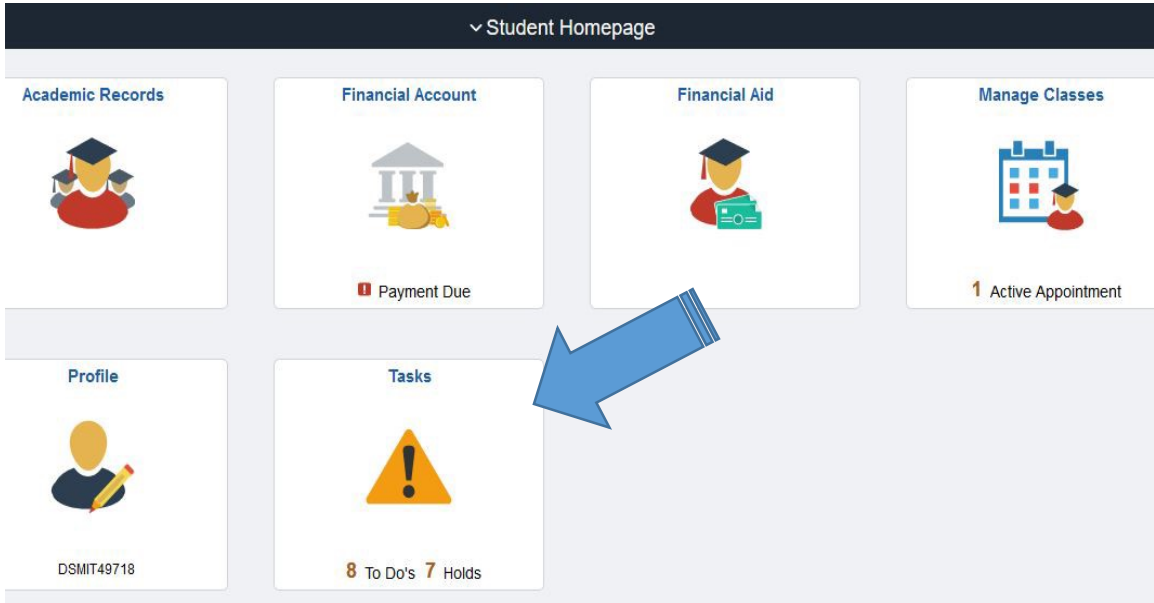 Student Homepage
Academic Records
Financial Account
Payment Due
Financial Aid
Manage Classes
1 Active Appointment
Profile
DSMIT49718
Tasks
8 To Do's 7 Holds